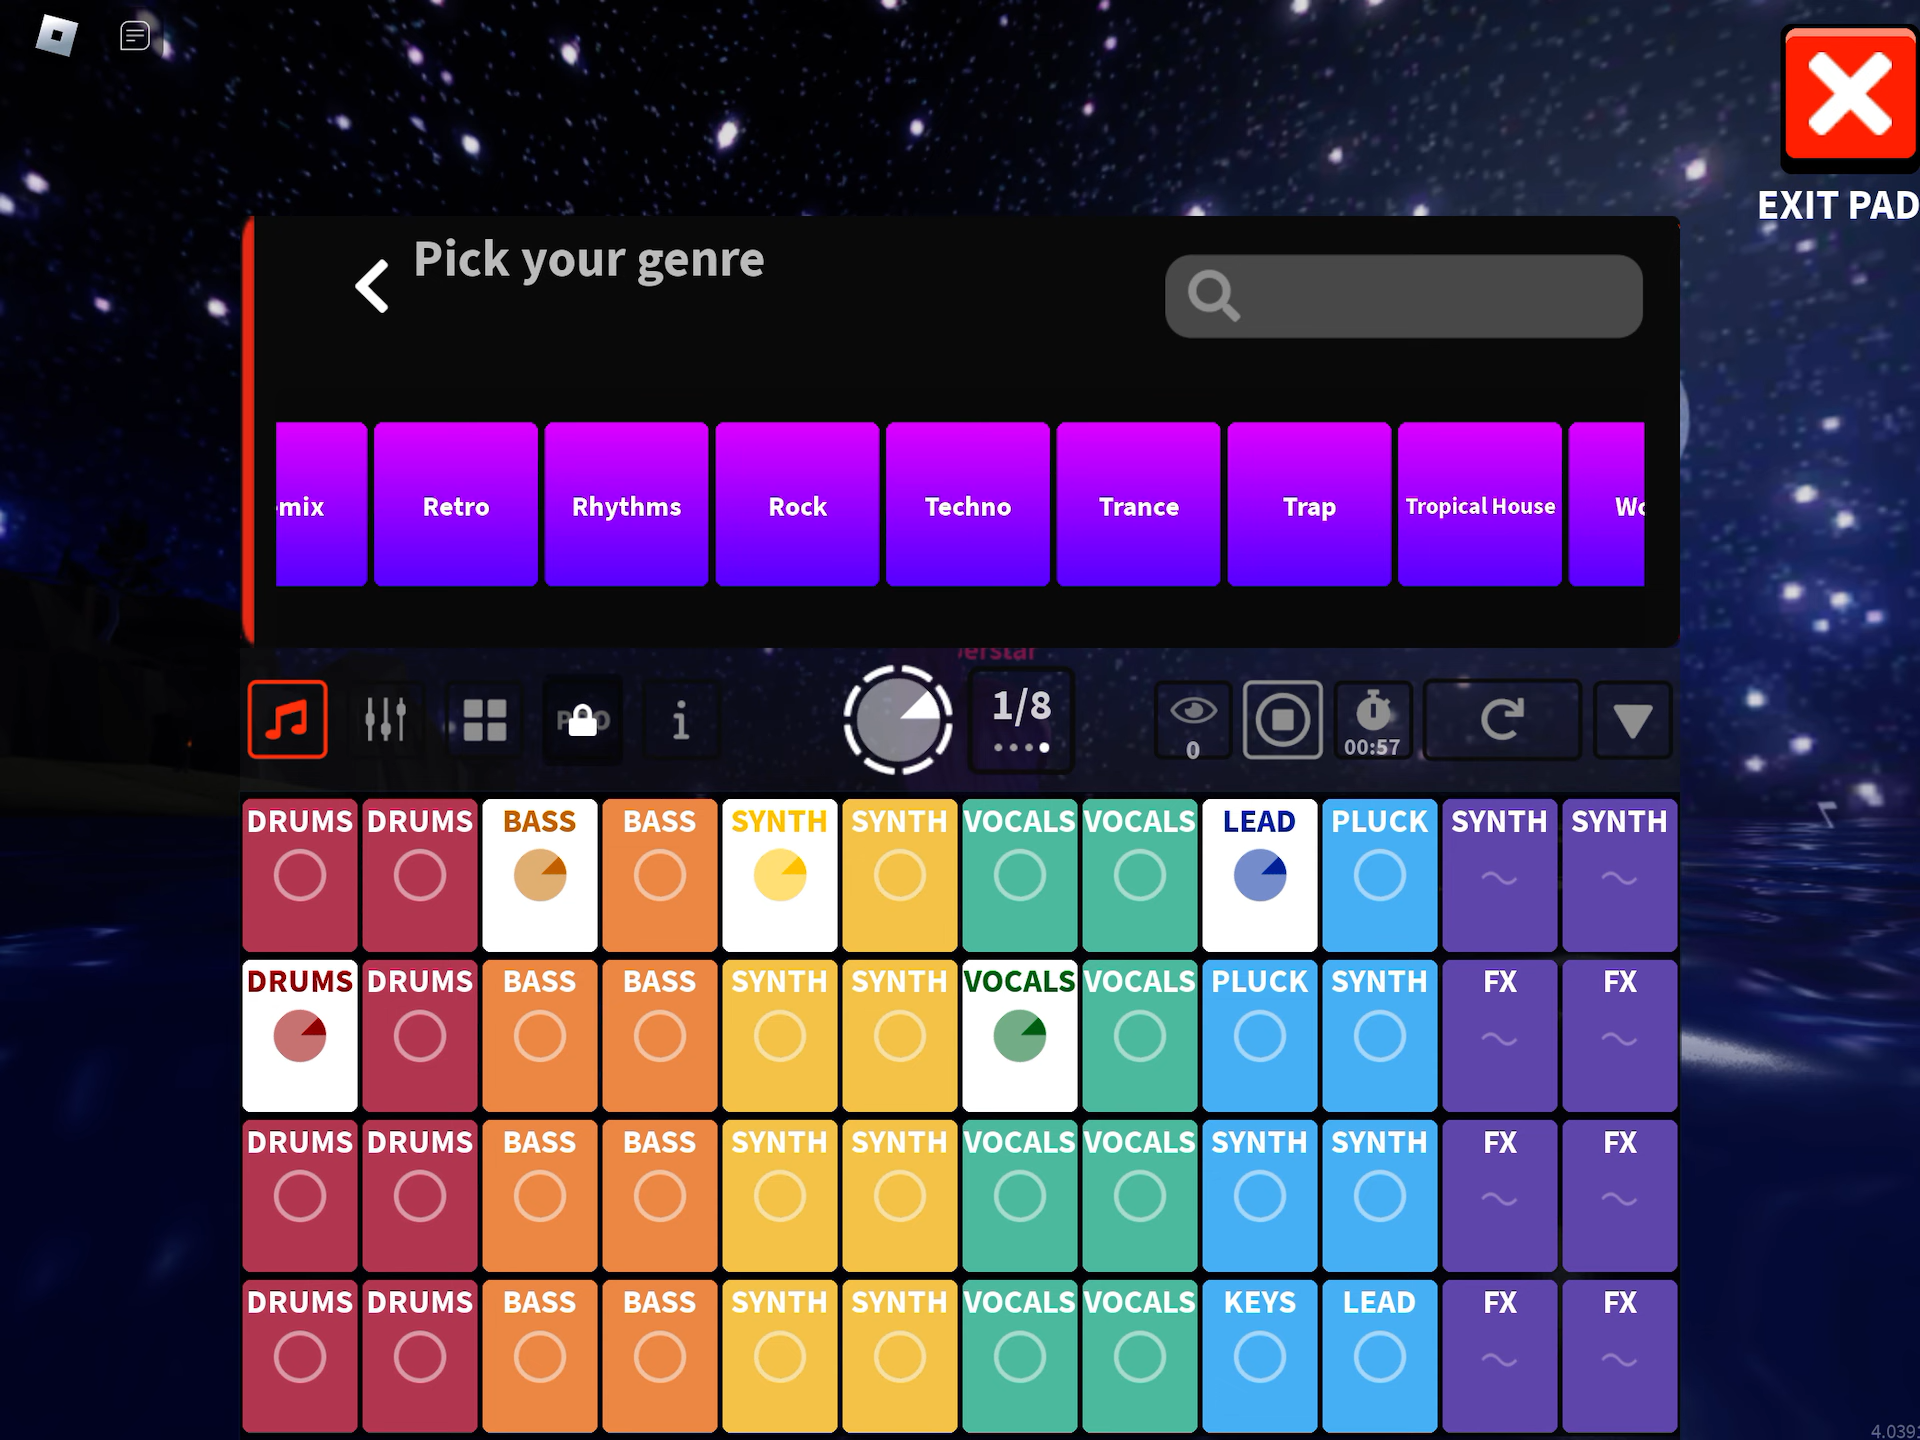 EXIT PAD
Pick your genre
mix Retro Rhythms Rock Techno Trance Trap Tropical House
erstar
i 1/8 0 00:57
DRUMS DRUMS BASS BASS SYNTH SYNTH VOCALS VOCALS LEAD PLUCK SYNTH SYNTH
DRUMS DRUMS BASS BASS SYNTH SYNTH VOCALS VOCALS PLUCK SYNTH FX FX
DRUMS DRUMS BASS BASS SYNTH SYNTH VOCALS VOCALS SYNTH SYNTH FX FX
DRUMS DRUMS BASS BASS SYNTH SYNTH VOCALS VOCALS KEYS LEAD FX FX
4.039